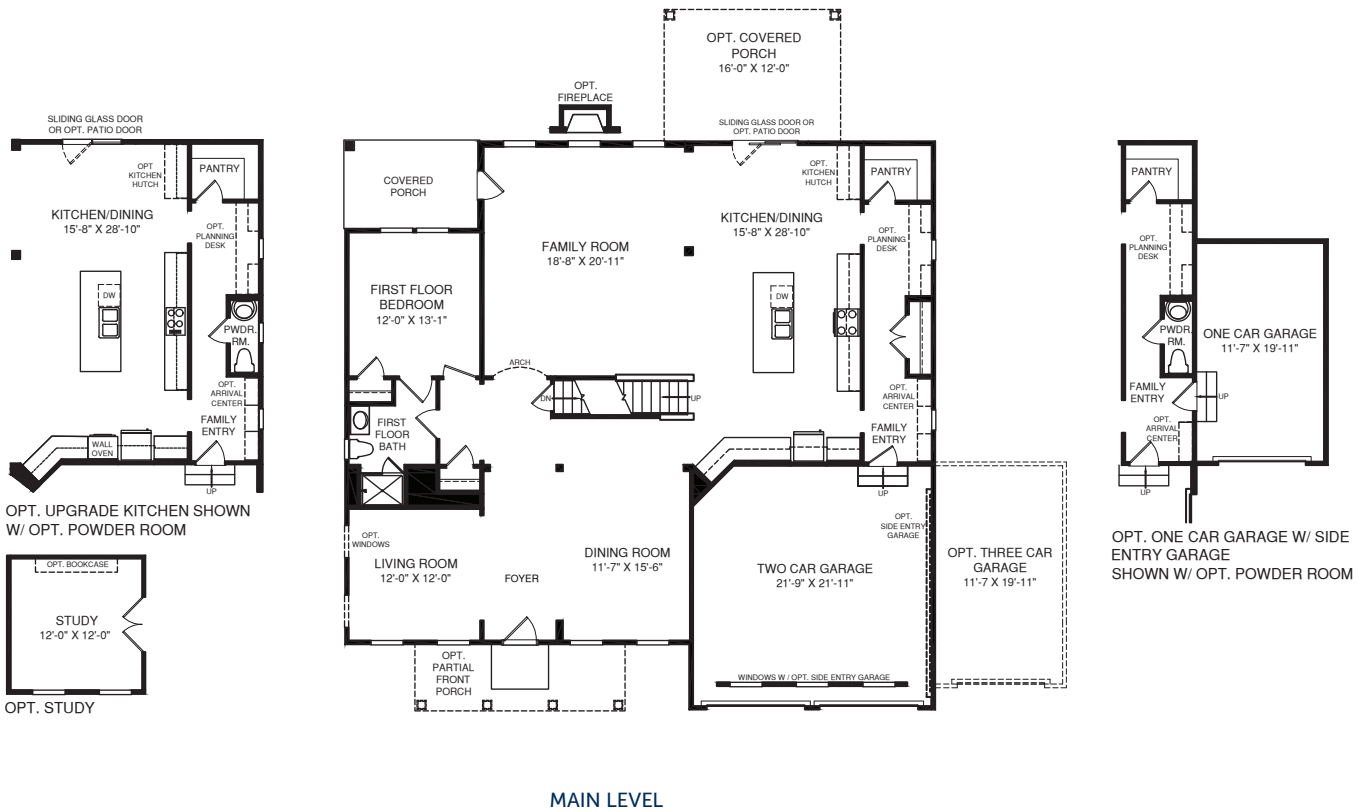 SLIDING GLASS DOOR
OR OPT. PATIO DOOR
OPT.
KITCHEN
HUTCH
PANTRY
KITCHEN/DINING
15'-8" X 28'-10"
OPT.
PLANNING
DESK
DW
PWDR.
RM.
OPT.
ARRIVAL
CENTER
FAMILY
ENTRY
WALL
OVEN
UP
OPT. UPGRADE KITCHEN SHOWN
W/ OPT. POWDER ROOM
OPT. BOOKCASE
STUDY
12'-0" X 12'-0"
OPT. STUDY
OPT. COVERED
PORCH
16'-0" X 12'-0"
OPT.
FIREPLACE
SLIDING GLASS DOOR OR
OPT. PATIO DOOR
COVERED
PORCH
OPT.
KITCHEN
HUTCH
PANTRY
FAMILY ROOM
18'-8" X 20'-11"
KITCHEN/DINING
15'-8" X 28'-10"
OPT.
PLANNING
DESK
FIRST FLOOR
BEDROOM
12'-0" X 13'-1"
DW
ARCH
DN
UP
OPT.
ARRIVAL
CENTER
FIRST
FLOOR
BATH
FAMILY
ENTRY
UP
OPT.
WINDOWS
LIVING ROOM
12'-0" X 12'-0"
FOYER
DINING ROOM
11'-7" X 15'-6"
OPT.
SIDE ENTRY
GARAGE
TWO CAR GARAGE
21'-9" X 21'-11"
OPT. THREE CAR
GARAGE
11'-7 X 19'-11"
OPT.
PARTIAL
FRONT
PORCH
WINDOWS W/ OPT. SIDE ENTRY GARAGE
PANTRY
OPT.
PLANNING
DESK
PWDR.
RM.
ONE CAR GARAGE
11'-7" X 19'-11"
FAMILY
ENTRY
UP
OPT.
ARRIVAL
CENTER
UP
OPT. ONE CAR GARAGE W/ SIDE
ENTRY GARAGE
SHOWN W/ OPT. POWDER ROOM
MAIN LEVEL